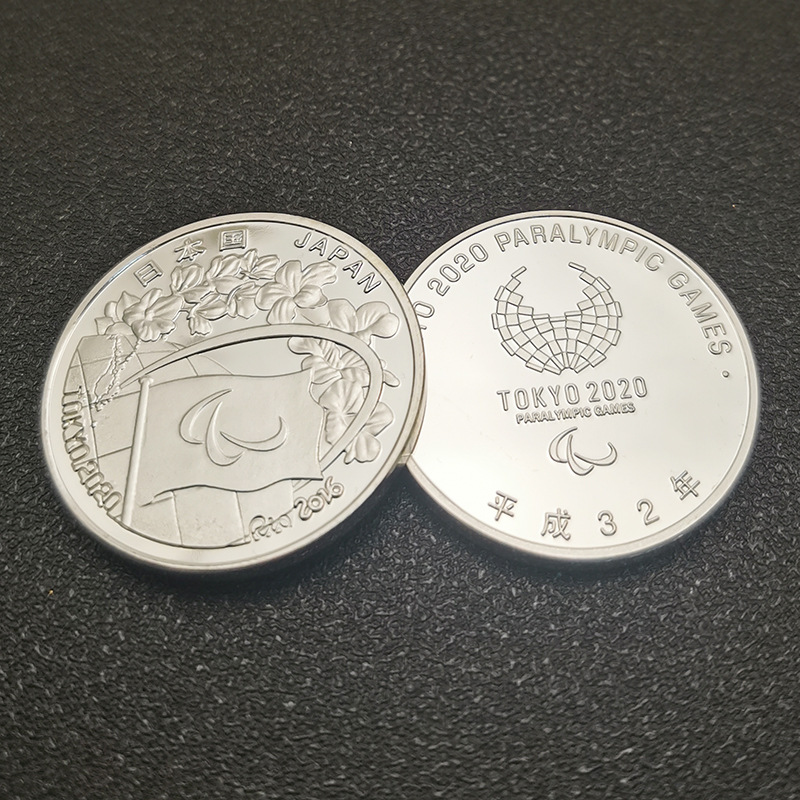 日本国 JAPAN
TOKYO2020
Rio 2016
O 2020 PARALYMPIC GAMES
TOKYO 2020
PARALYMPIC GAMES
平成32年